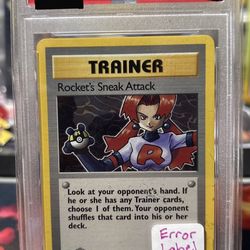 TRAINER
Rocket's Sneak Attack
R
Look at your opponent's hand. If
he or she has any Trainer cards,
choose 1 of them. Your opponent
shuffles that card into his or her
deck.
Error
Label